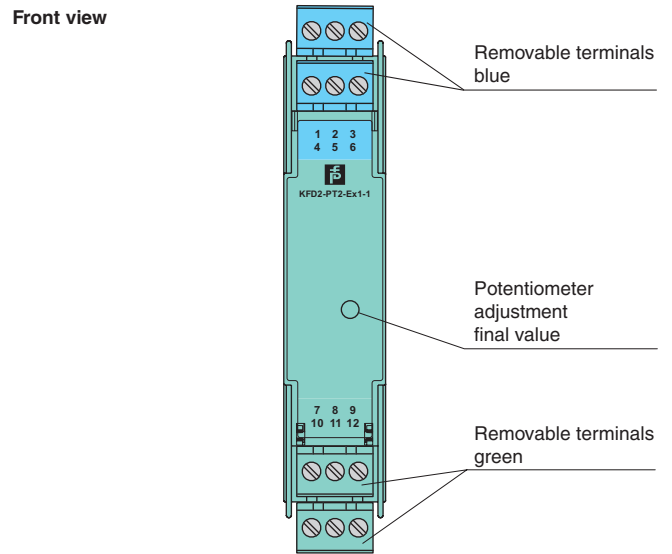 Front view
Removable terminals
blue
1 2 3
4 5 6
KFD2-PT2-Ex1-1
Potentiometer
adjustment
final value
7 8 9
10 11 12
Removable terminals
green